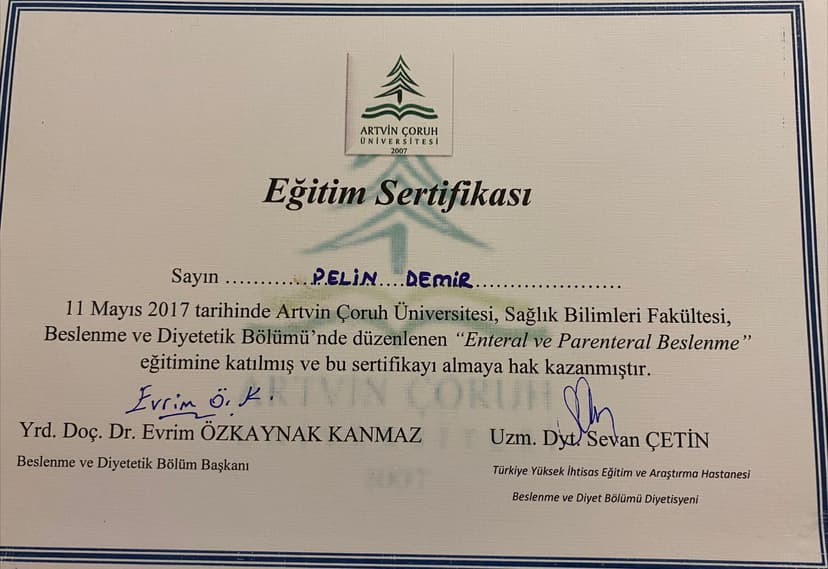 ARTVİN ÇORUH
ÜNİVERSİTESİ
2007
Eğitim Sertifikası
Sayın ............PELİN....DEMİR......................
11 Mayıs 2017 tarihinde Artvin Çoruh Üniversitesi, Sağlık Bilimleri Fakültesi,
Beslenme ve Diyetetik Bölümü’nde düzenlenen “Enteral ve Parenteral Beslenme”
eğitimine katılmış ve bu sertifikayı almaya hak kazanmıştır.
Evrim Ö. K.
ARTVİN ÇORUH
Yrd. Doç. Dr. Evrim ÖZKAYNAK KANMAZ
Uzm. Dyt. Sevan ÇETİN
Beslenme ve Diyetetik Bölüm Başkanı
Türkiye Yüksek İhtisas Eğitim ve Araştırma Hastanesi
Beslenme ve Diyet Bölümü Diyetisyeni
2007